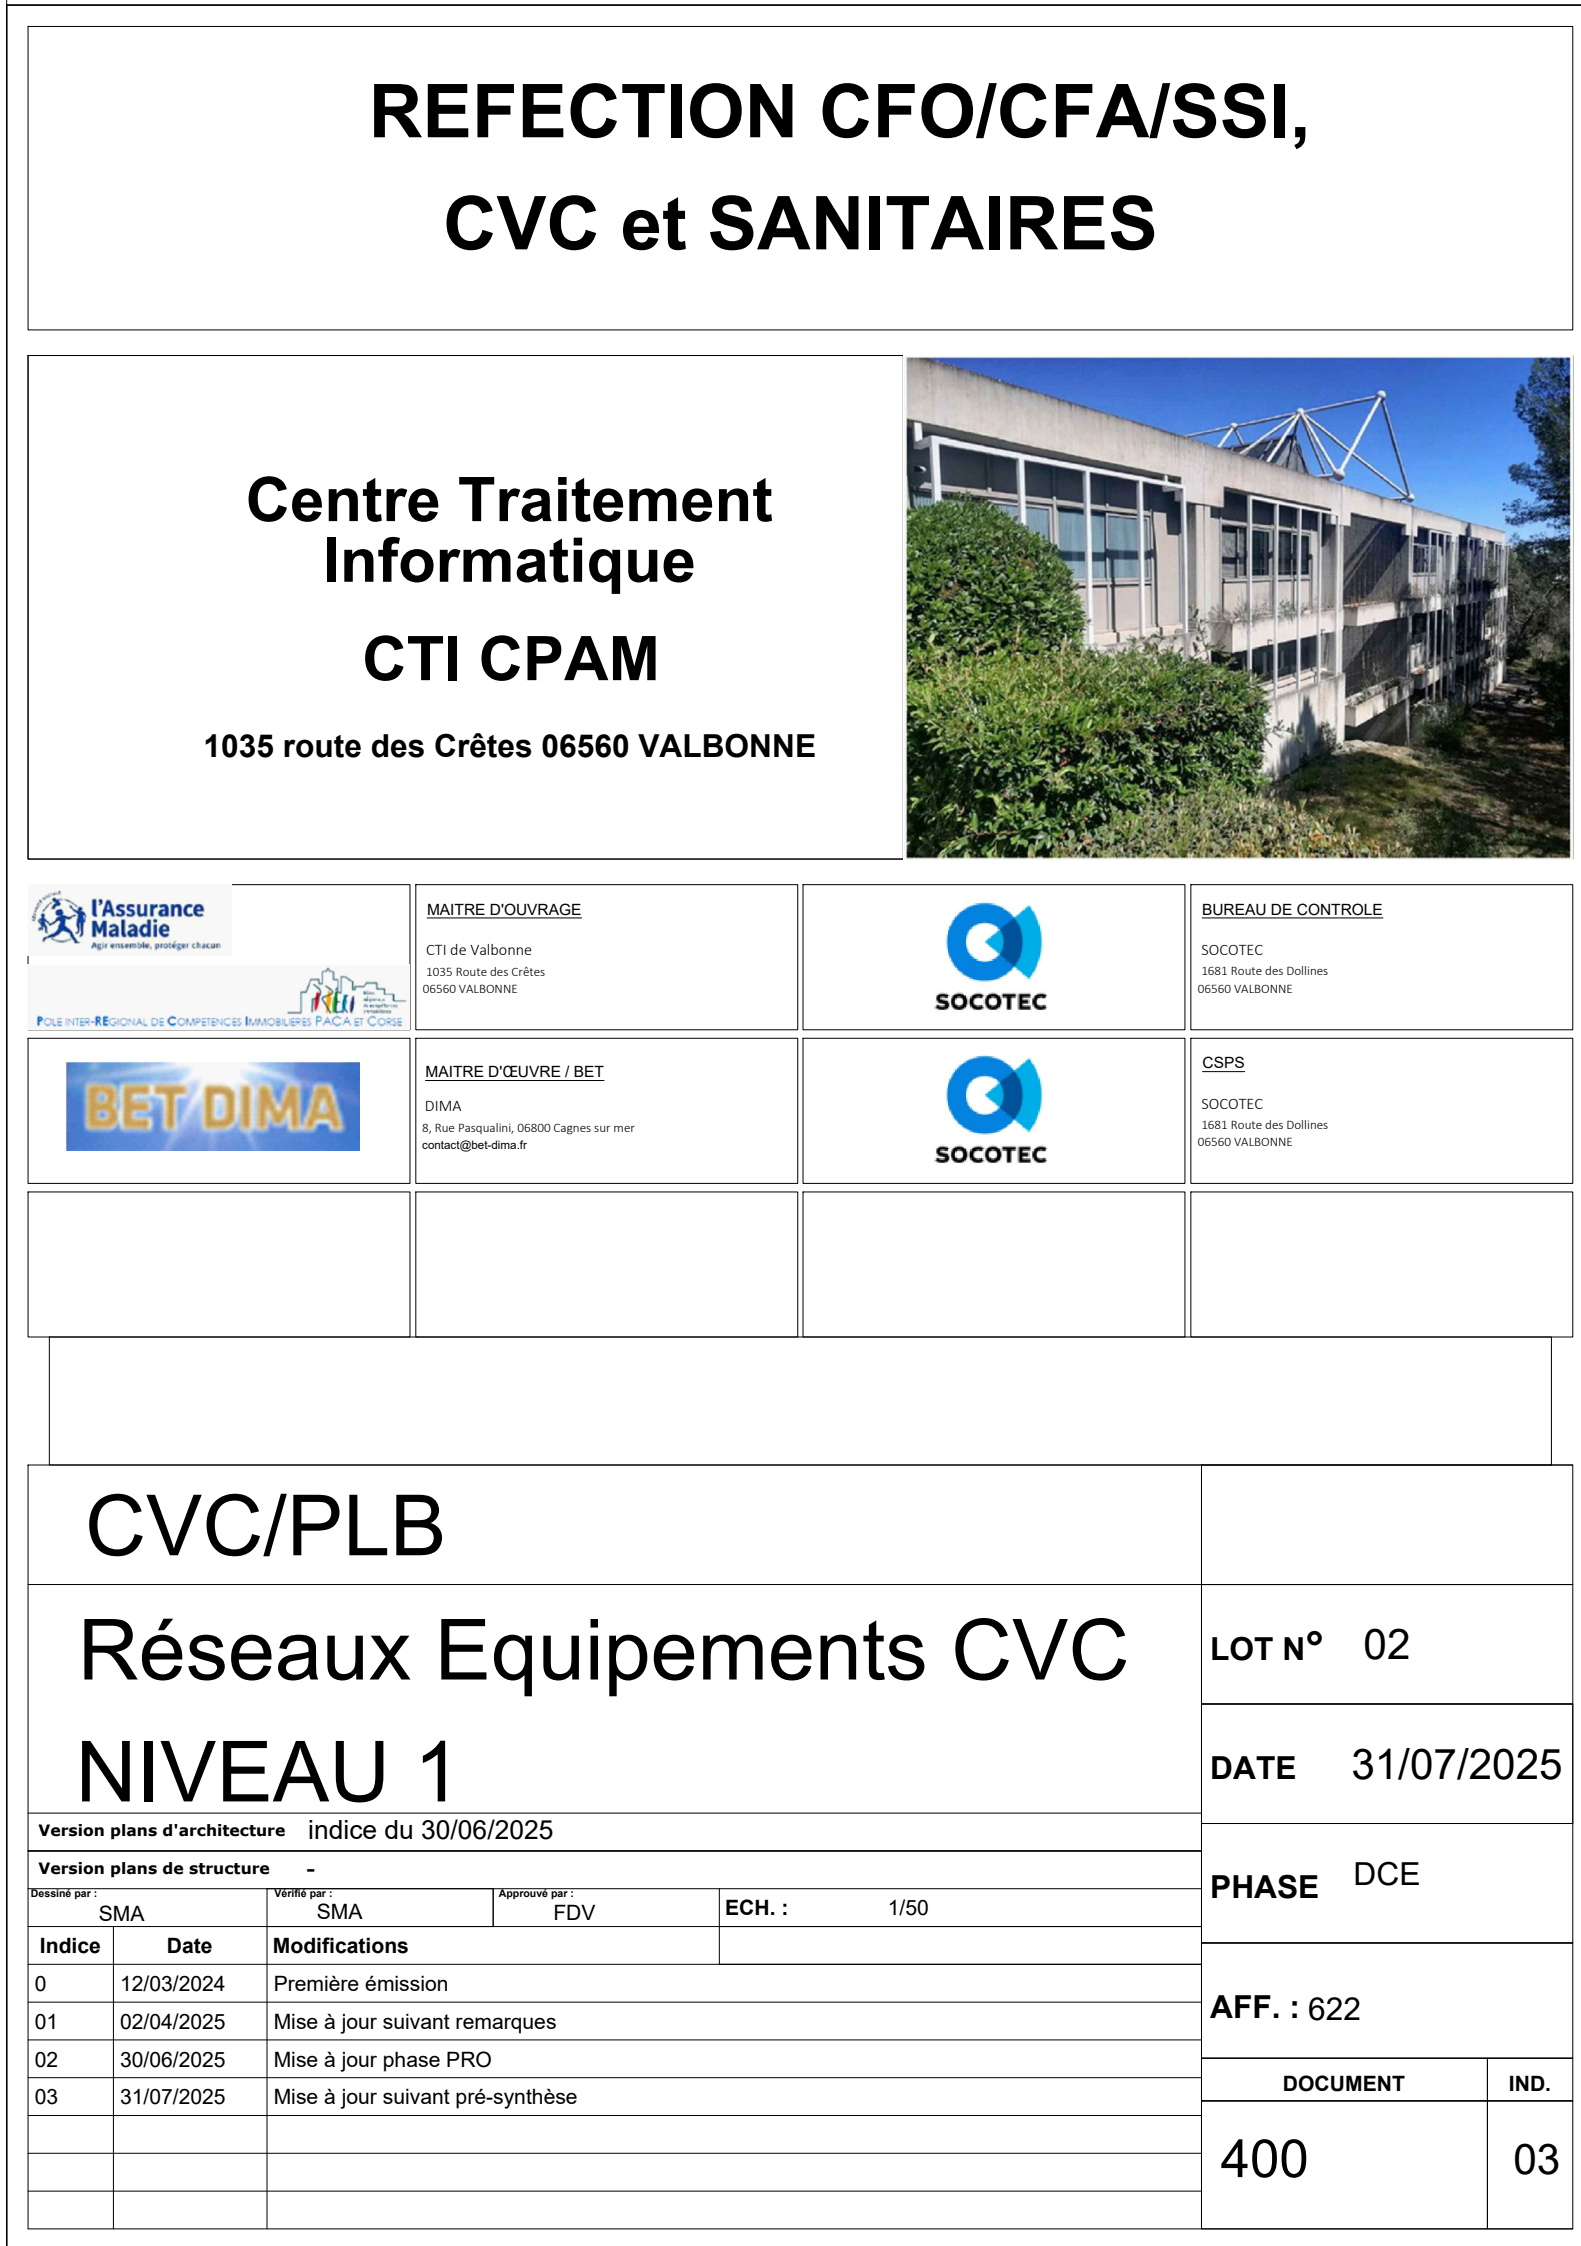 REFECTION CFO/CFA/SSI,
CVC et SANITAIRES
Centre Traitement
Informatique
CTI CPAM
1035 route des Crêtes 06560 VALBONNE
l'Assurance
Maladie
Agir ensemble, protéger chacun
POLE INTER-REGIONAL DE COMPETENCES IMMOBILIERES PACA ET CORSE
MAITRE D'OUVRAGE
CTI de Valbonne
1035 Route des Crêtes
06560 VALBONNE
SOCOTEC
BUREAU DE CONTROLE
SOCOTEC
1681 Route des Dollines
06560 VALBONNE
BET DIMA
MAITRE D'ŒUVRE / BET
DIMA
8, Rue Pasqualini, 06800 Cagnes sur mer
contact@bet-dima.fr
SOCOTEC
CSPS
SOCOTEC
1681 Route des Dollines
06560 VALBONNE
CVC/PLB
Réseaux Equipements CVC
NIVEAU 1
LOT N° 02
DATE 31/07/2025
Version plans d'architecture indice du 30/06/2025
Version plans de structure -
PHASE DCE
Dessiné par : SMA Vérifié par : SMA Approuvé par : FDV ECH. : 1/50
Indice Date Modifications
0 12/03/2024 Première émission
01 02/04/2025 Mise à jour suivant remarques
02 30/06/2025 Mise à jour phase PRO
03 31/07/2025 Mise à jour suivant pré-synthèse
AFF. : 622
DOCUMENT IND.
400 03